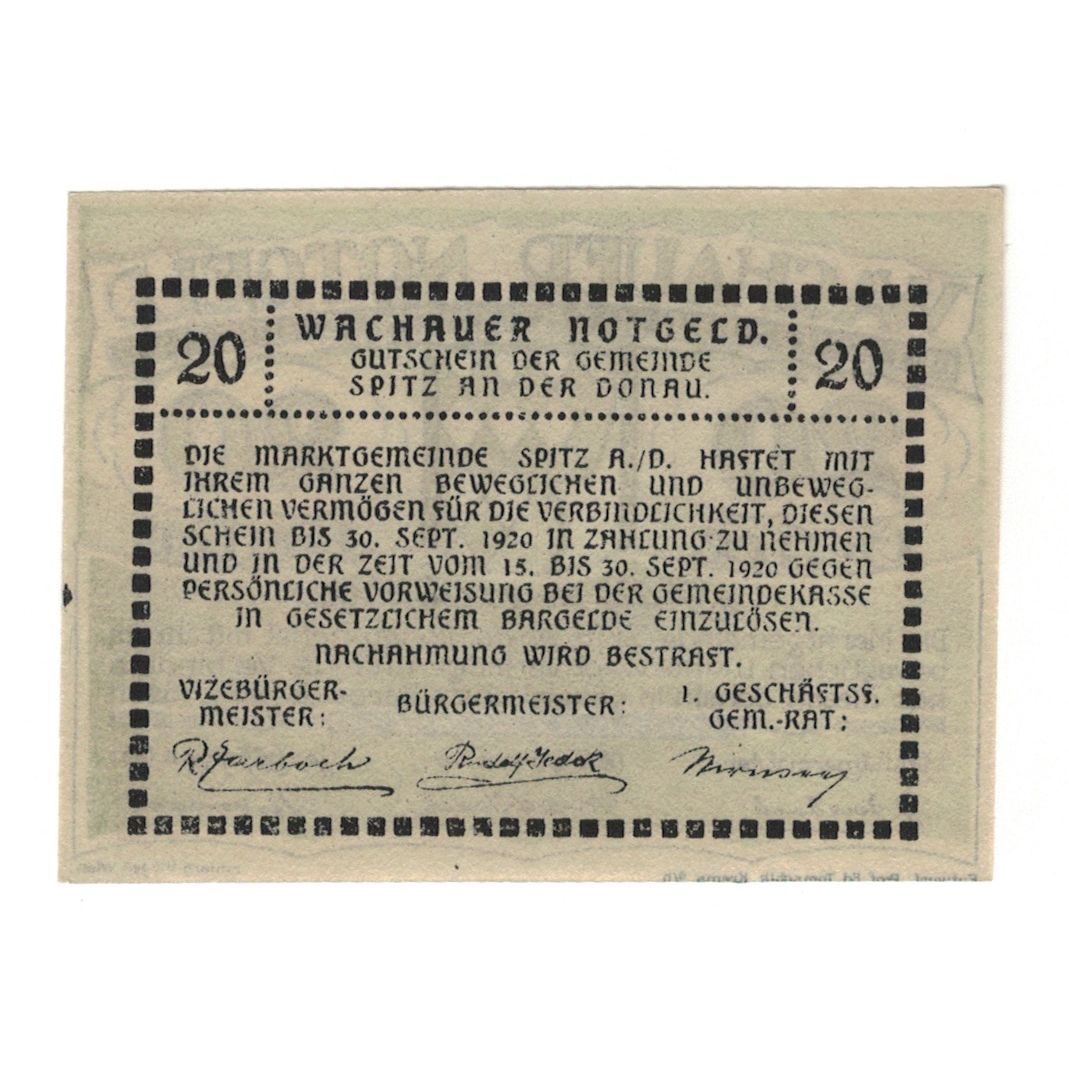 20
WACHAUER NOTGELD.
GUTSCHEIN DER GEMEINDE
SPITZ AN DER DONAU.
20
DIE MARKTGEMEINDE SPITZ A./D. HAFTET MIT
IHREM GANZEN BEWEGLICHEN UND UNBEWEG-
LICHEN VERMÖGEN FÜR DIE VERBINDLICHKEIT, DIESEN
SCHEIN BIS 30. SEPT. 1920 IN ZAHLUNG ZU NEHMEN
UND IN DER ZEIT VOM 15. BIS 30. SEPT. 1920 GEGEN
PERSÖNLICHE VORWEISUNG BEI DER GEMEINDEKASSE
IN GESETZLICHEM BARGELDE EINZULÖSEN.
NACHAHMUNG WIRD BESTRAFT.
VIZEBÜRGER-
MEISTER:
BÜRGERMEISTER:
1. GESCHÄFTSF.
GEM.-RAT:
R.
Rudolf